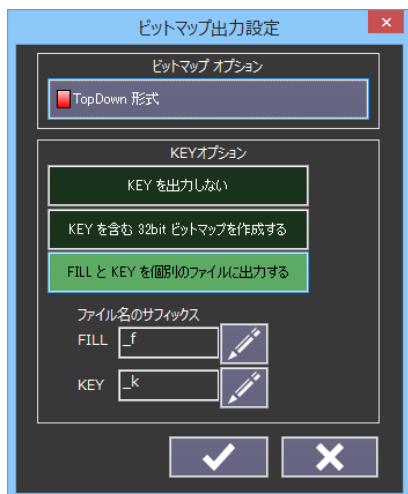 ビットマップ出力設定
ビットマップ オプション
TopDown 形式
KEYオプション
KEY を出力しない
KEY を含む 32bit ビットマップを作成する
FILL と KEY を個別のファイルに出力する
ファイル名のサフィックス
FILL _f
KEY _k